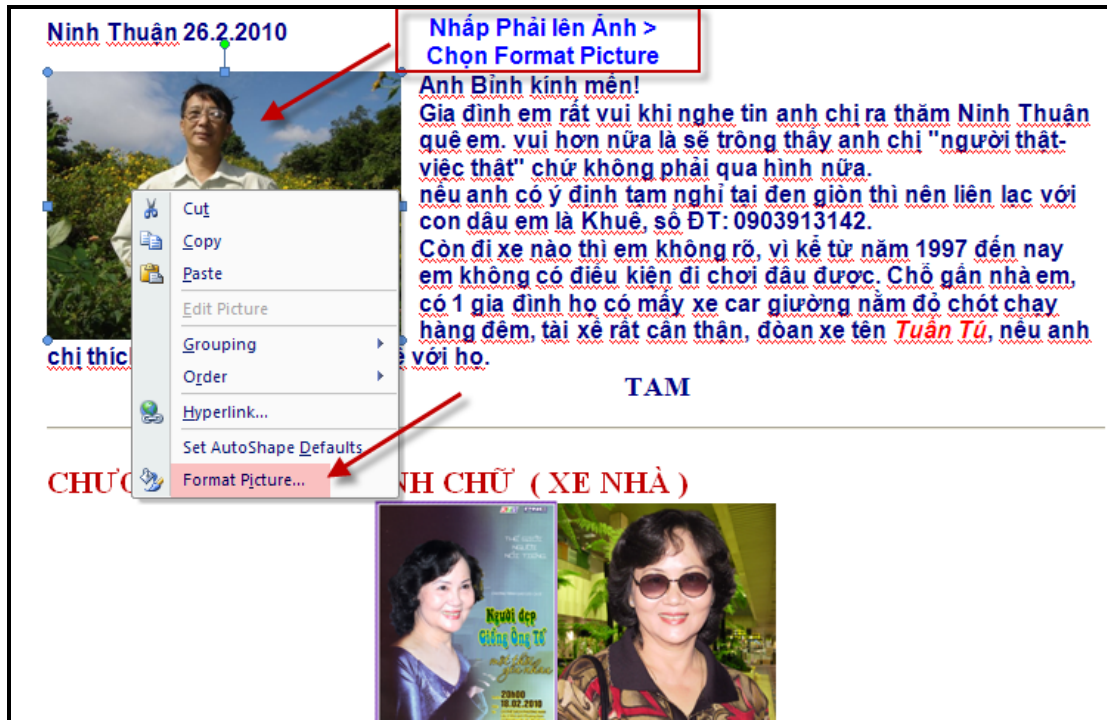 Ninh Thuận 26.2.2010
Nhấp Phải lên Ảnh >
Chọn Format Picture
Anh Bỉnh kính mến!
Gia đình em rất vui khi nghe tin anh chị ra thăm Ninh Thuận
quê em. vui hơn nữa là sẽ trông thấy anh chị "người thật-
việc thật" chứ không phải qua hình nữa.
nếu anh có ý định tạm nghỉ tại đen giòn thì nên liên lạc với
con dâu em là Khuê, số ĐT: 0903913142.
Còn đi xe nào thì em không rõ, vì kể từ năm 1997 đến nay
em không có điều kiện đi chơi đâu được. Chỗ gần nhà em,
có 1 gia đình họ có mấy xe car giường nằm đỏ chót chạy
hàng đêm, tài xế rất cẩn thận, đòan xe tên Tuấn Tú, nếu anh
chị thíc
với họ.
TAM
Cut
Copy
Paste
Edit Picture
Grouping
Order
Hyperlink...
Set AutoShape Defaults
Format Picture...
CHƯƠ
NH CHỮ ( XE NHÀ )
Người đẹp
Giồng Ông Tố
20h00
18.02.2010